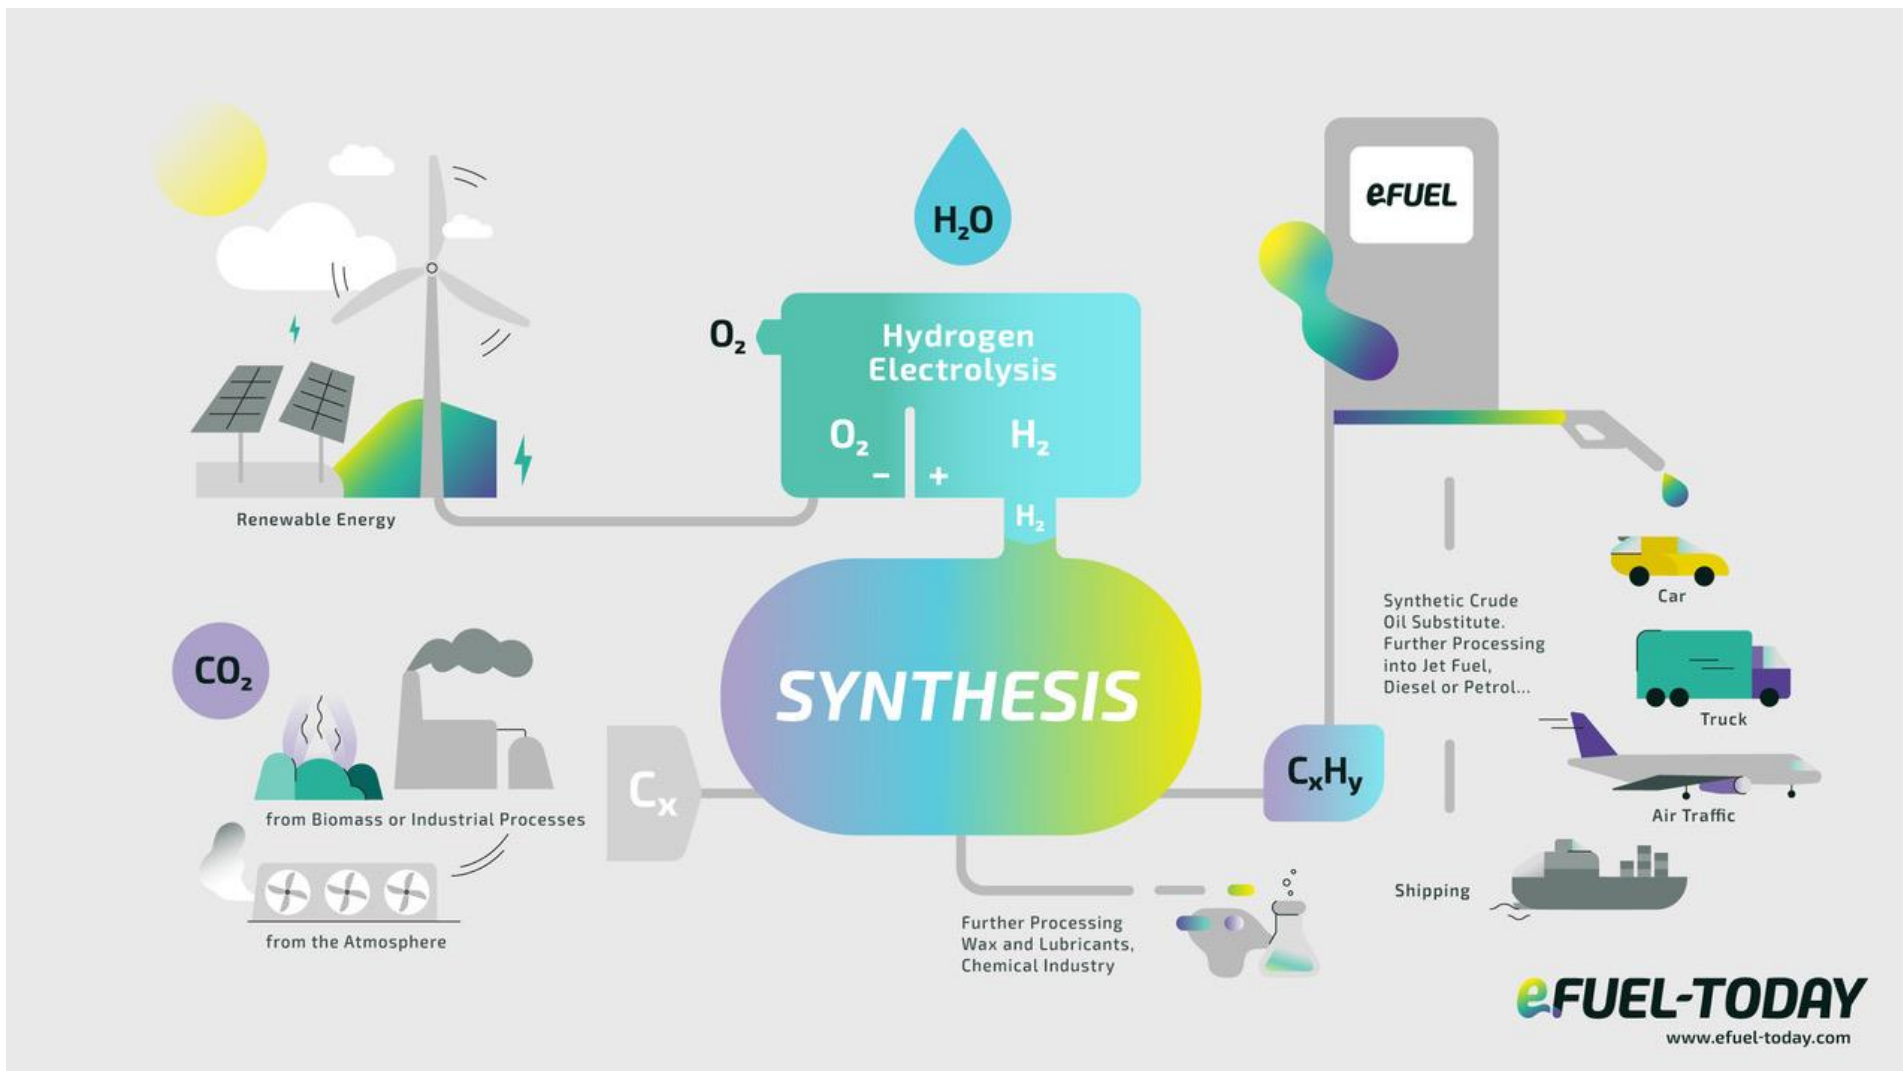 H₂O
O₂
Hydrogen
Electrolysis
O₂
H₂
− +
H₂
Renewable Energy
CO₂
from Biomass or Industrial Processes
from the Atmosphere
Cₓ
SYNTHESIS
CₓHᵧ
Further Processing
Wax and Lubricants,
Chemical Industry
eFUEL
Synthetic Crude
Oil Substitute.
Further Processing
into Jet Fuel,
Diesel or Petrol...
Car
Truck
Air Traffic
Shipping
eFUEL-TODAY
www.efuel-today.com